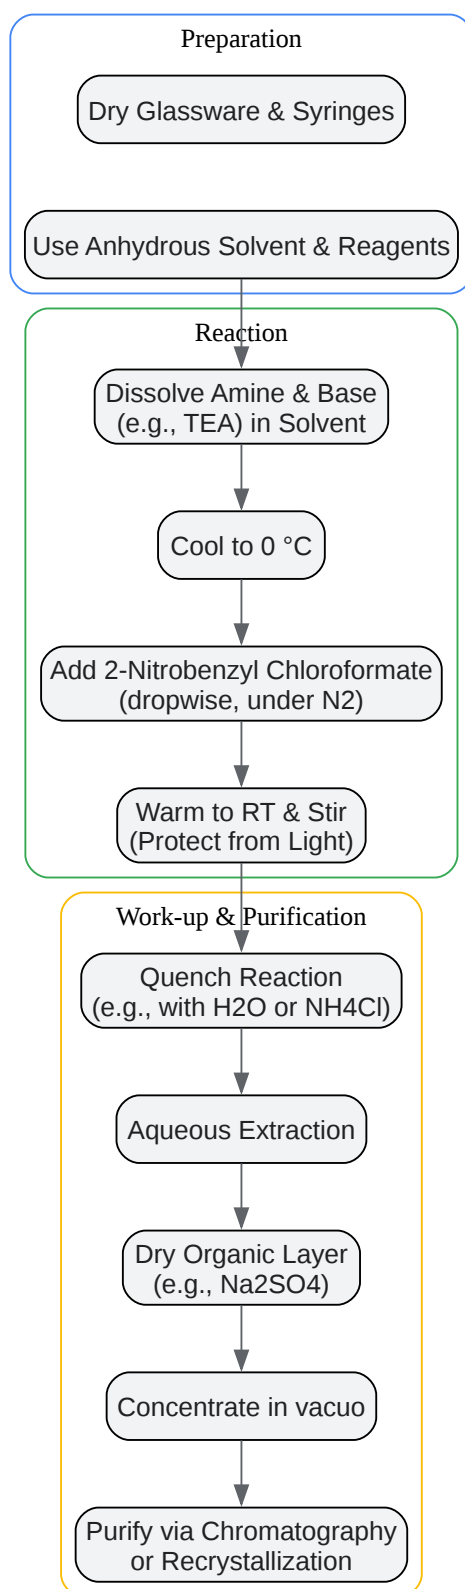 Preparation
Dry Glassware & Syringes
Use Anhydrous Solvent & Reagents
Reaction
Dissolve Amine & Base
(e.g., TEA) in Solvent
Cool to 0 °C
Add 2-Nitrobenzyl Chloroformate
(dropwise, under N2)
Warm to RT & Stir
(Protect from Light)
Work-up & Purification
Quench Reaction
(e.g., with H2O or NH4Cl)
Aqueous Extraction
Dry Organic Layer
(e.g., Na2SO4)
Concentrate in vacuo
Purify via Chromatography
or Recrystallization